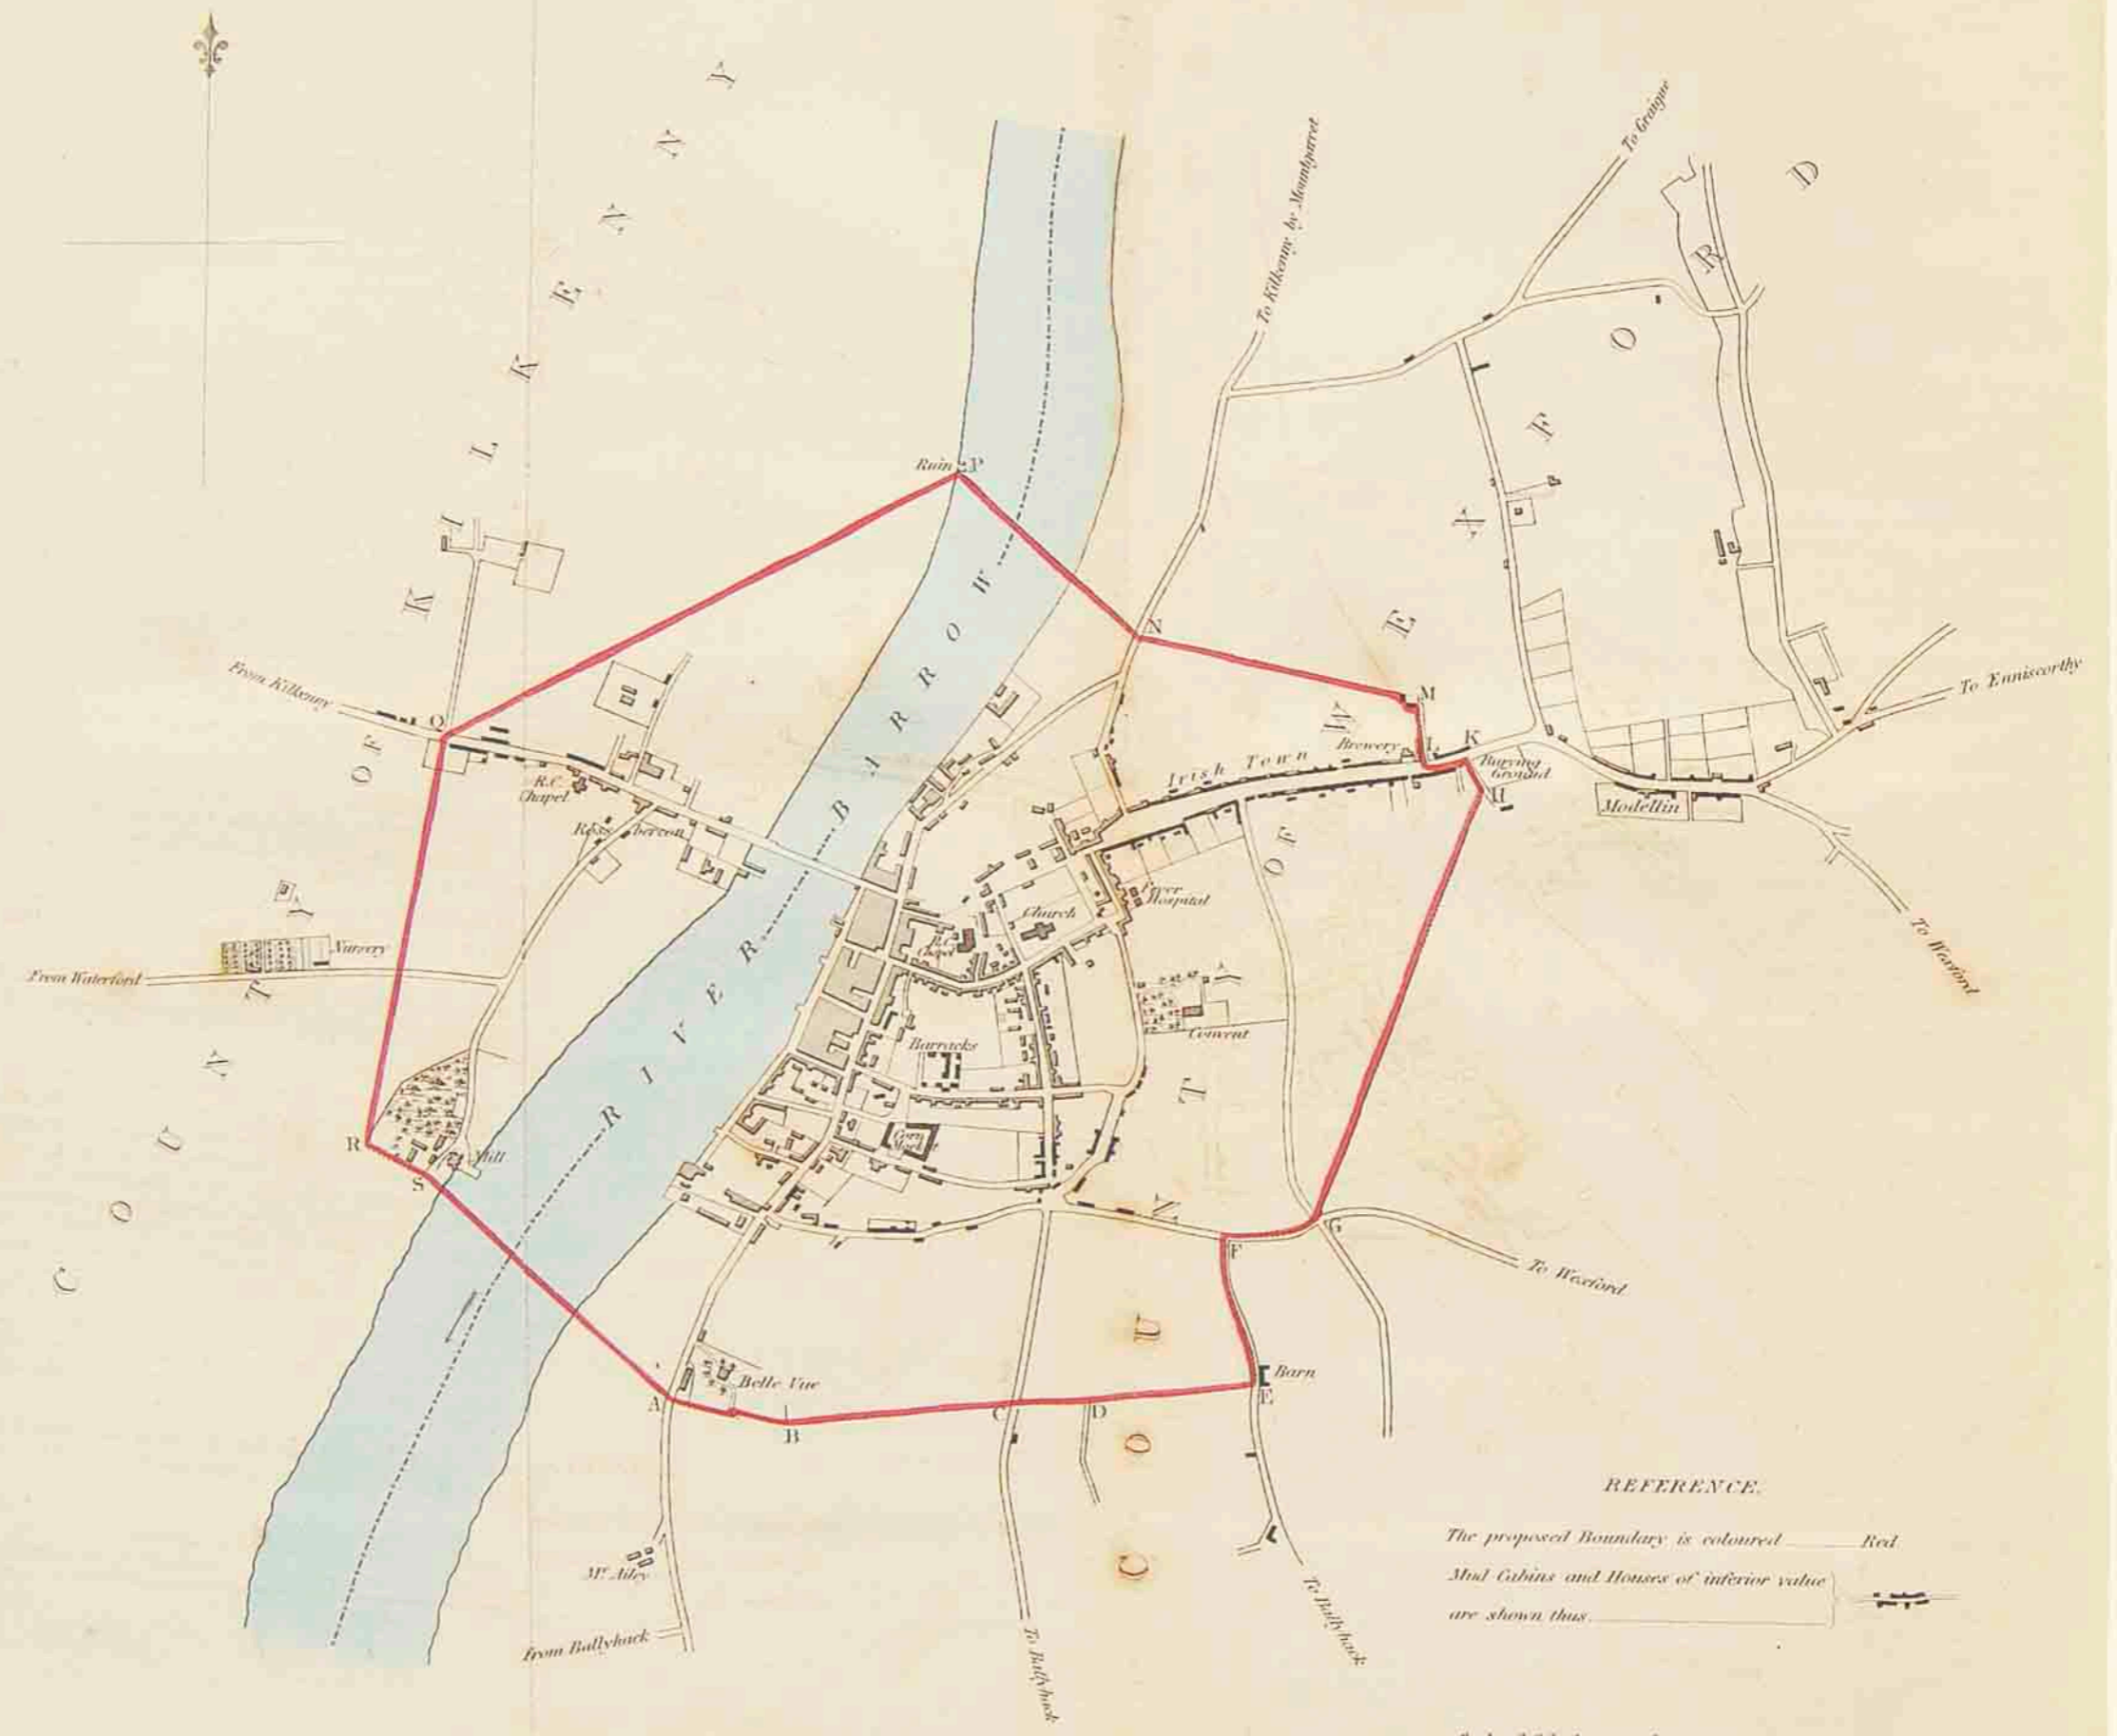 COUNTY OF KILKENNY
COUNTY OF WEXFORD
RIVER BARROW
To Kilkenny by Mountgarret
To Graigue
Ruin P
N
M
From Kilkenny
Q
R.C.
Chapel
Rossbercon
Irish Town
Brewery
L
K
Burying
Ground
H
Modellin
To Enniscorthy
To Wexford
Nursery
From Waterford
Fever
Hospital
Church
R.C.
Chapel
Convent
Barracks
Corn
Market
R
S
Mill
F
G
To Wexford
Belle Vue
A
B
C
D
E
Barn
Mr. Ailey
from Ballyhack
To Ballyhack
To Ballyhack
REFERENCE.
The proposed Boundary is coloured Red
Mud Cabins and Houses of inferior value
are shown thus